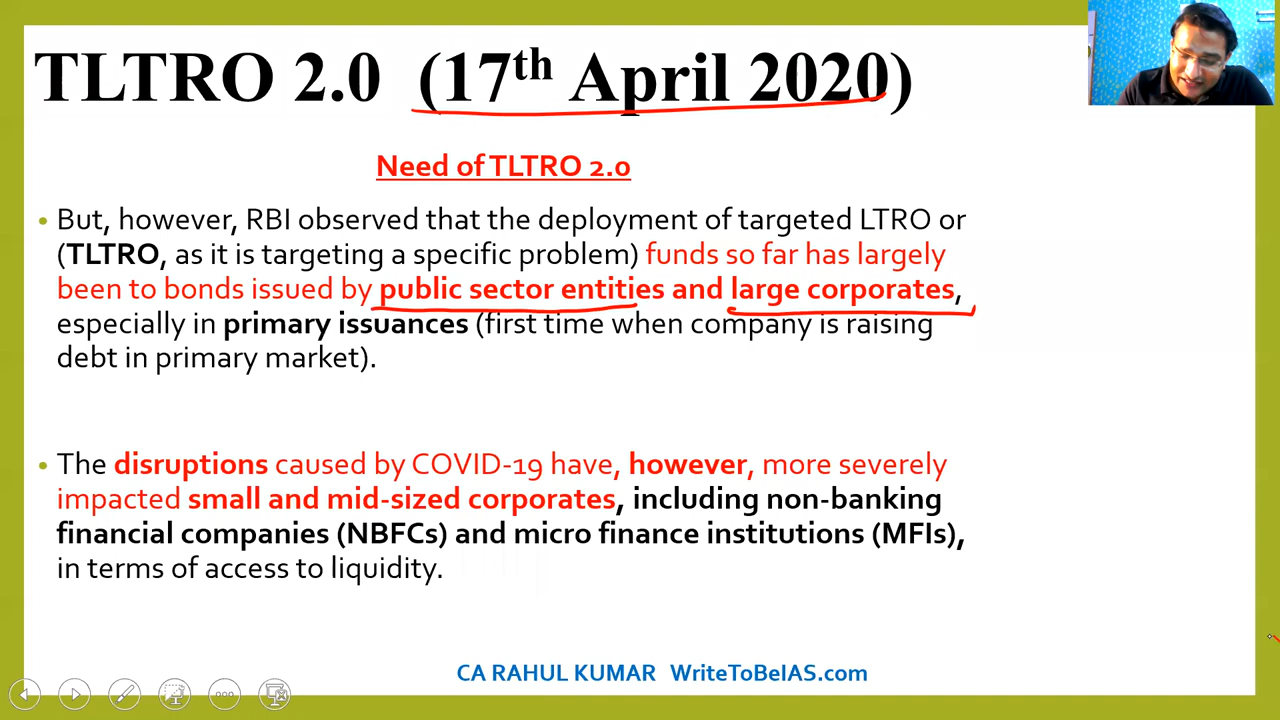 TLTRO 2.0 (17th April 2020)
Need of TLTRO 2.0
• But, however, RBI observed that the deployment of targeted LTRO or
(TLTRO, as it is targeting a specific problem) funds so far has largely
been to bonds issued by public sector entities and large corporates,
especially in primary issuances (first time when company is raising
debt in primary market).
• The disruptions caused by COVID-19 have, however, more severely
impacted small and mid-sized corporates, including non-banking
financial companies (NBFCs) and micro finance institutions (MFIs),
in terms of access to liquidity.
CA RAHUL KUMAR WriteToBeIAS.com